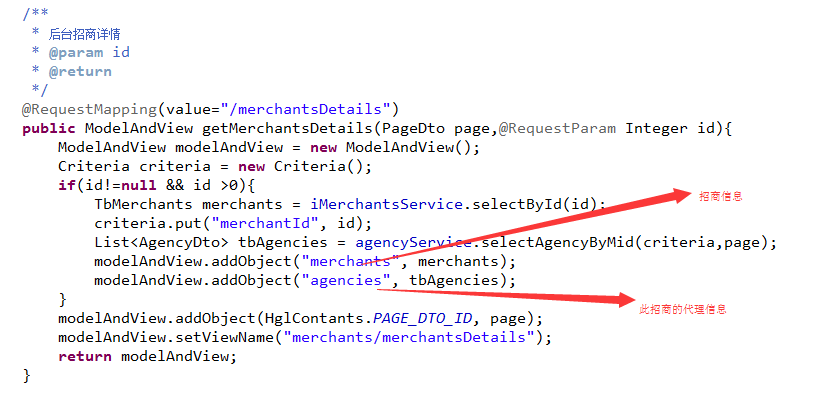 /**
 * 后台招商详情
 * @param id
 * @return
 */
@RequestMapping(value="/merchantsDetails")
public ModelAndView getMerchantsDetails(PageDto page,@RequestParam Integer id){
    ModelAndView modelAndView = new ModelAndView();
    Criteria criteria = new Criteria();
    if(id!=null && id >0){
        TbMerchants merchants = iMerchantsService.selectById(id);
招商信息
        criteria.put("merchantId", id);
        List<AgencyDto> tbAgencies = agencyService.selectAgencyByMid(criteria,page);
        modelAndView.addObject("merchants", merchants);
        modelAndView.addObject("agencies", tbAgencies);
    }
此招商的代理信息
    modelAndView.addObject(HglContants.PAGE_DTO_ID, page);
    modelAndView.setViewName("merchants/merchantsDetails");
    return modelAndView;
}